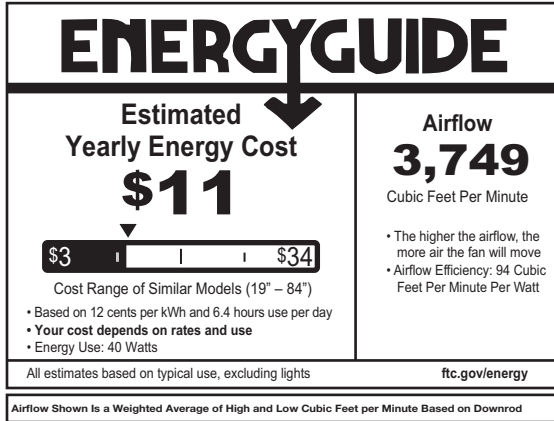 ENERGYGUIDE
Estimated
Yearly Energy Cost
$11
$3
$34
Cost Range of Similar Models (19” – 84”)
• Based on 12 cents per kWh and 6.4 hours use per day
• Your cost depends on rates and use
• Energy Use: 40 Watts
Airflow
3,749
Cubic Feet Per Minute
• The higher the airflow, the
more air the fan will move
• Airflow Efficiency: 94 Cubic
Feet Per Minute Per Watt
All estimates based on typical use, excluding lights
ftc.gov/energy
Airflow Shown Is a Weighted Average of High and Low Cubic Feet per Minute Based on Downrod